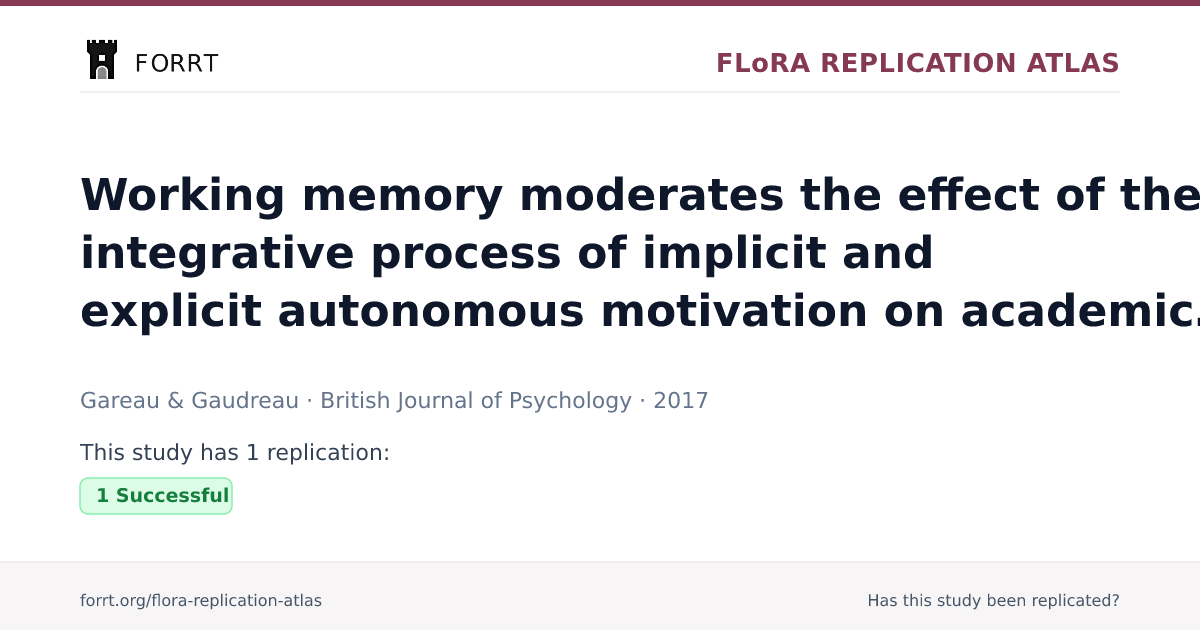 FORRT
FLoRA REPLICATION ATLAS
Working memory moderates the effect of the
integrative process of implicit and
explicit autonomous motivation on academic.
Gareau & Gaudreau · British Journal of Psychology · 2017
This study has 1 replication:
1 Successful
forrt.org/flora-replication-atlas
Has this study been replicated?